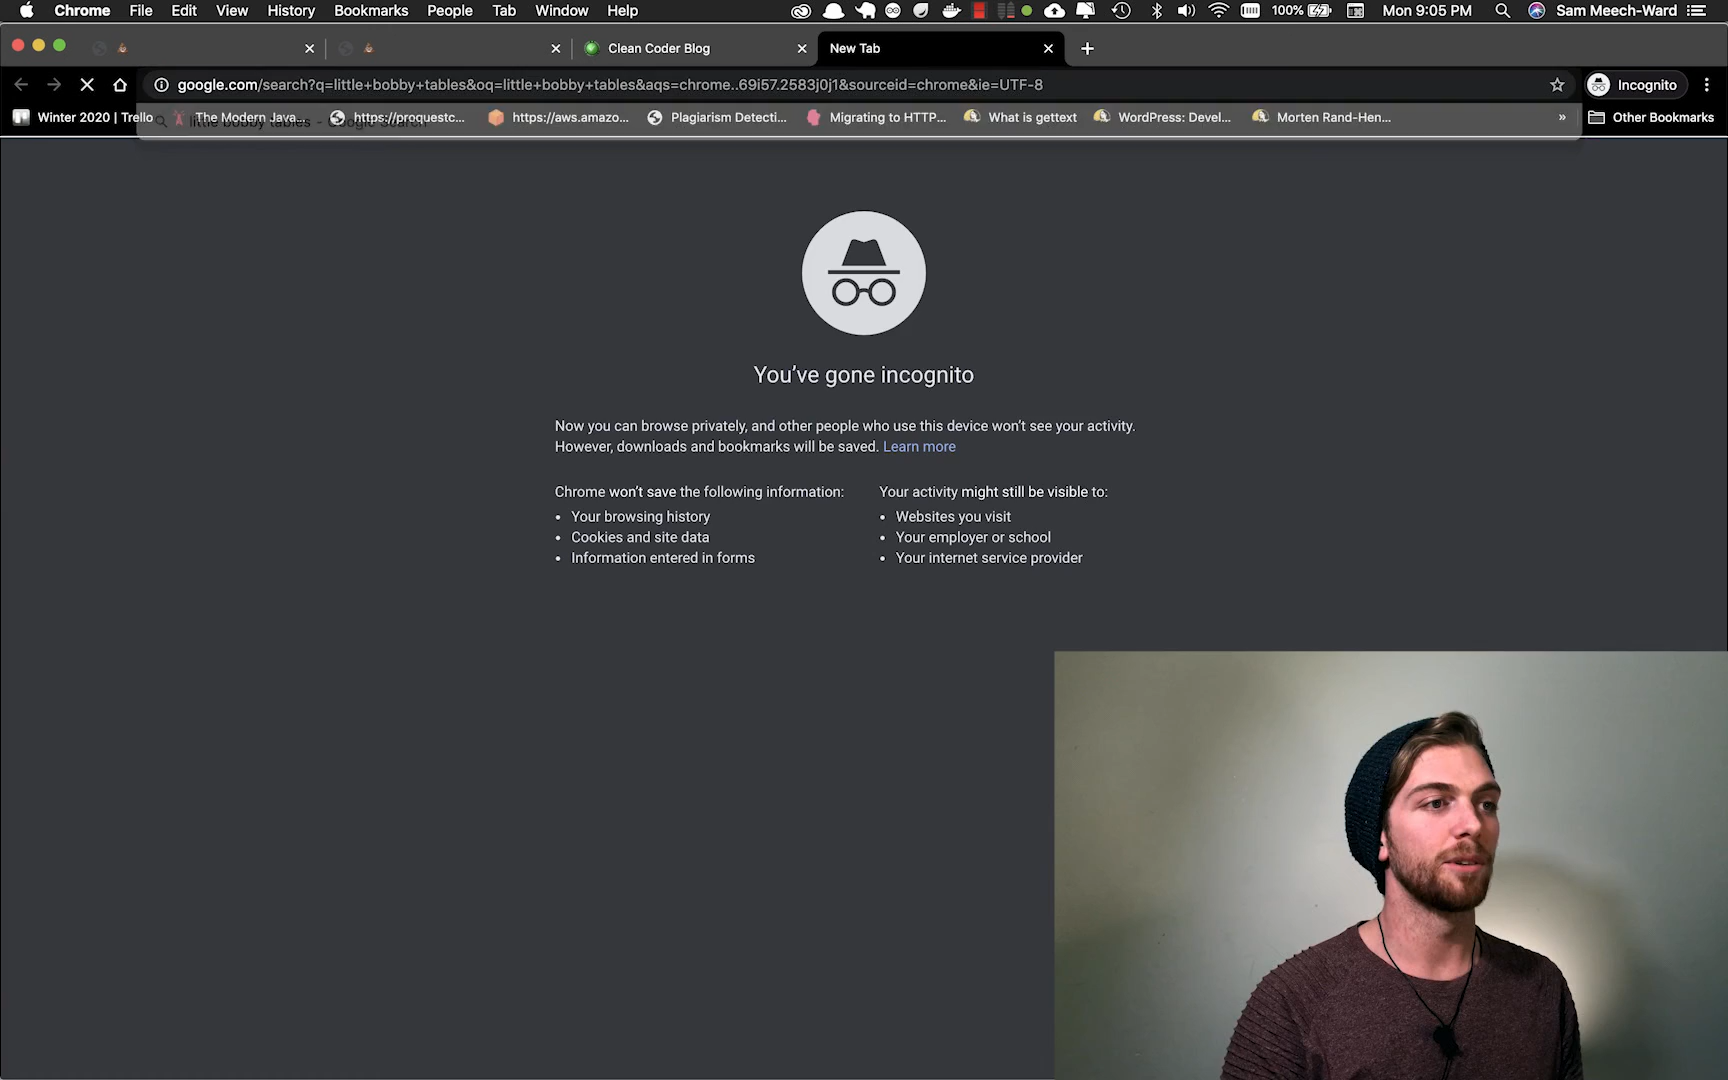 Chrome File Edit View History Bookmarks People Tab Window Help 100% Mon 9:05 PM Sam Meech-Ward
Clean Coder Blog New Tab
google.com/search?q=little+bobby+tables&oq=little+bobby+tables&aqs=chrome..69i57.2583j0j1&sourceid=chrome&ie=UTF-8 Incognito
Winter 2020 | Trello The Modern Java... https://proquestc... https://aws.amazo... Plagiarism Detecti... Migrating to HTTP... What is gettext WordPress: Devel... Morten Rand-Hen... » Other Bookmarks
little bobby tables - Google Search
You've gone incognito
Now you can browse privately, and other people who use this device won't see your activity.
However, downloads and bookmarks will be saved. Learn more
Chrome won't save the following information:
• Your browsing history
• Cookies and site data
• Information entered in forms
Your activity might still be visible to:
• Websites you visit
• Your employer or school
• Your internet service provider